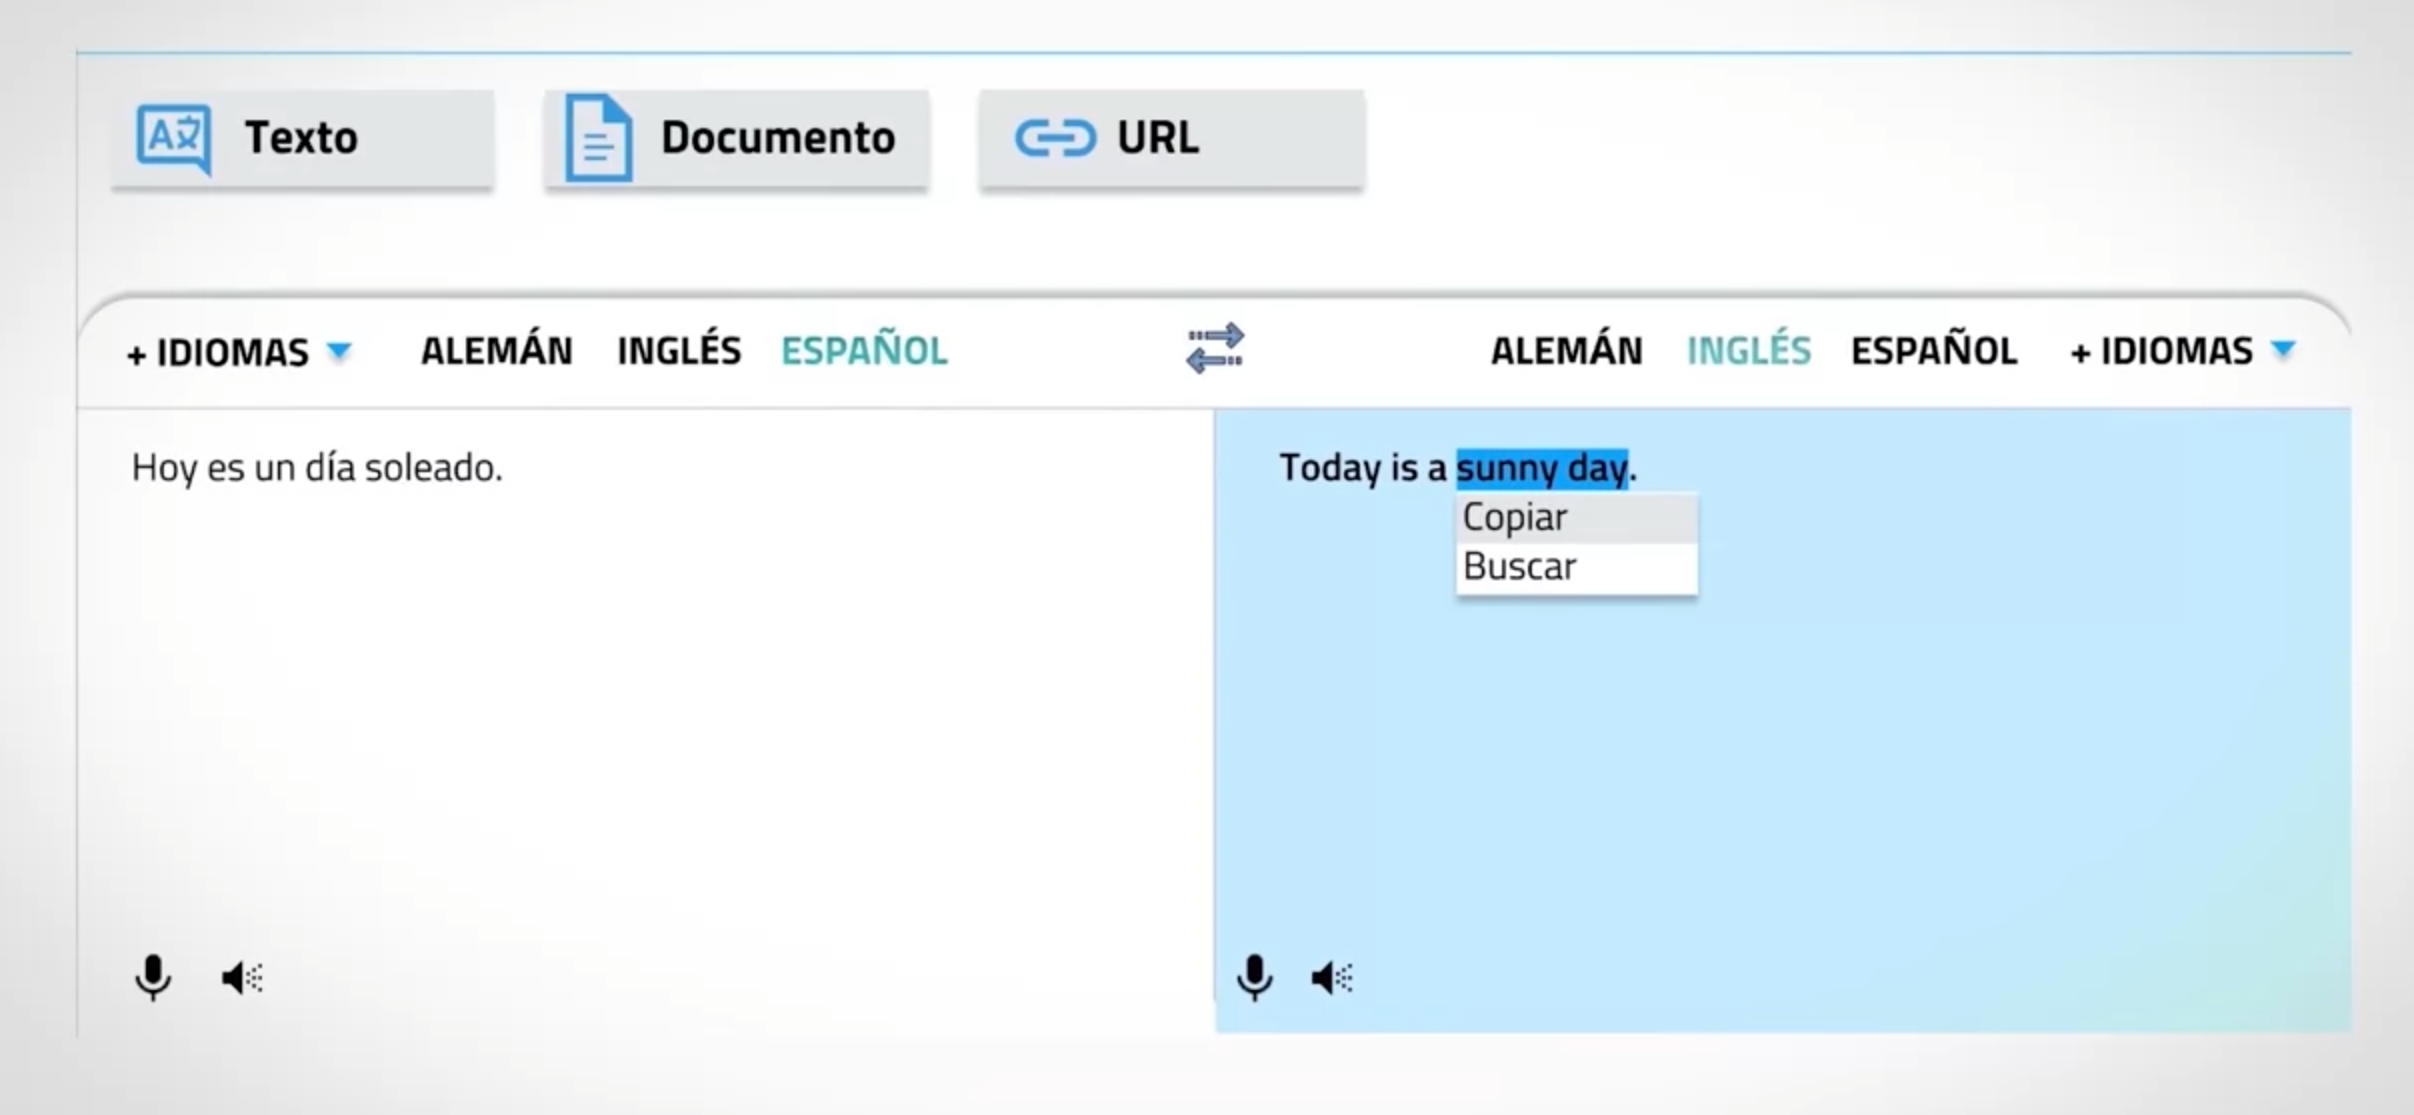 Texto
Documento
URL
+ IDIOMAS ALEMÁN INGLÉS ESPAÑOL
ALEMÁN INGLÉS ESPAÑOL + IDIOMAS
Hoy es un día soleado.
Today is a sunny day.
Copiar
Buscar